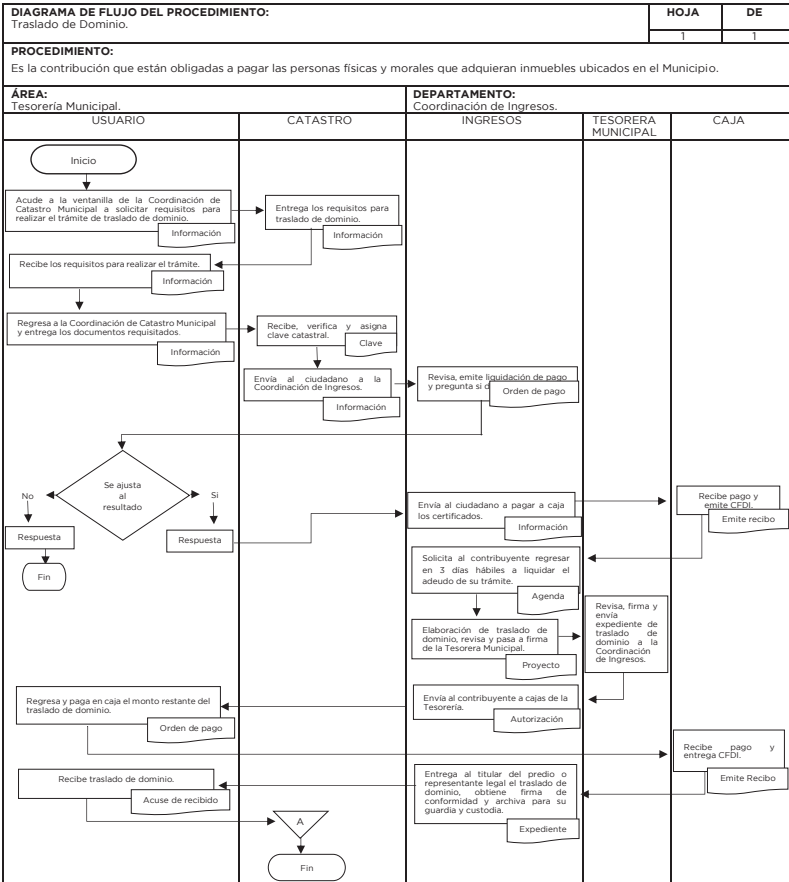 DIAGRAMA DE FLUJO DEL PROCEDIMIENTO:
Traslado de Dominio.
HOJA
DE
1
1
PROCEDIMIENTO:
Es la contribución que están obligadas a pagar las personas físicas y morales que adquieran inmuebles ubicados en el Municipio.
ÁREA:
Tesorería Municipal.
DEPARTAMENTO:
Coordinación de Ingresos.
USUARIO
CATASTRO
INGRESOS
TESORERA
MUNICIPAL
CAJA
Inicio
Acude a la ventanilla de la Coordinación de
Catastro Municipal a solicitar requisitos para
realizar el trámite de traslado de dominio.
Información
Entrega los requisitos para
traslado de dominio.
Información
Recibe los requisitos para realizar el trámite.
Información
Regresa a la Coordinación de Catastro Municipal
y entrega los documentos requisitados.
Información
Recibe, verifica y asigna
clave catastral.
Clave
Envía al ciudadano a la
Coordinación de Ingresos.
Información
Revisa, emite liquidación de pago
y pregunta si
Orden de pago
Se ajusta
al
resultado
No
Si
Respuesta
Respuesta
Fin
Envía al ciudadano a pagar a caja
los certificados.
Información
Recibe pago y
emite CFDI.
Emite recibo
Solicita al contribuyente regresar
en 3 días hábiles a liquidar el
adeudo de su trámite.
Agenda
Elaboración de traslado de
dominio, revisa y pasa a firma
de la Tesorera Municipal.
Proyecto
Revisa, firma y
envía
expediente de
traslado de
dominio a la
Coordinación
de Ingresos.
Envía al contribuyente a cajas de la
Tesorería.
Autorización
Regresa y paga en caja el monto restante del
traslado de dominio.
Orden de pago
Recibe pago y
entrega CFDI.
Emite Recibo
Entrega al titular del predio o
representante legal el traslado de
dominio, obtiene firma de
conformidad y archiva para su
guardia y custodia.
Expediente
Recibe traslado de dominio.
Acuse de recibido
A
Fin